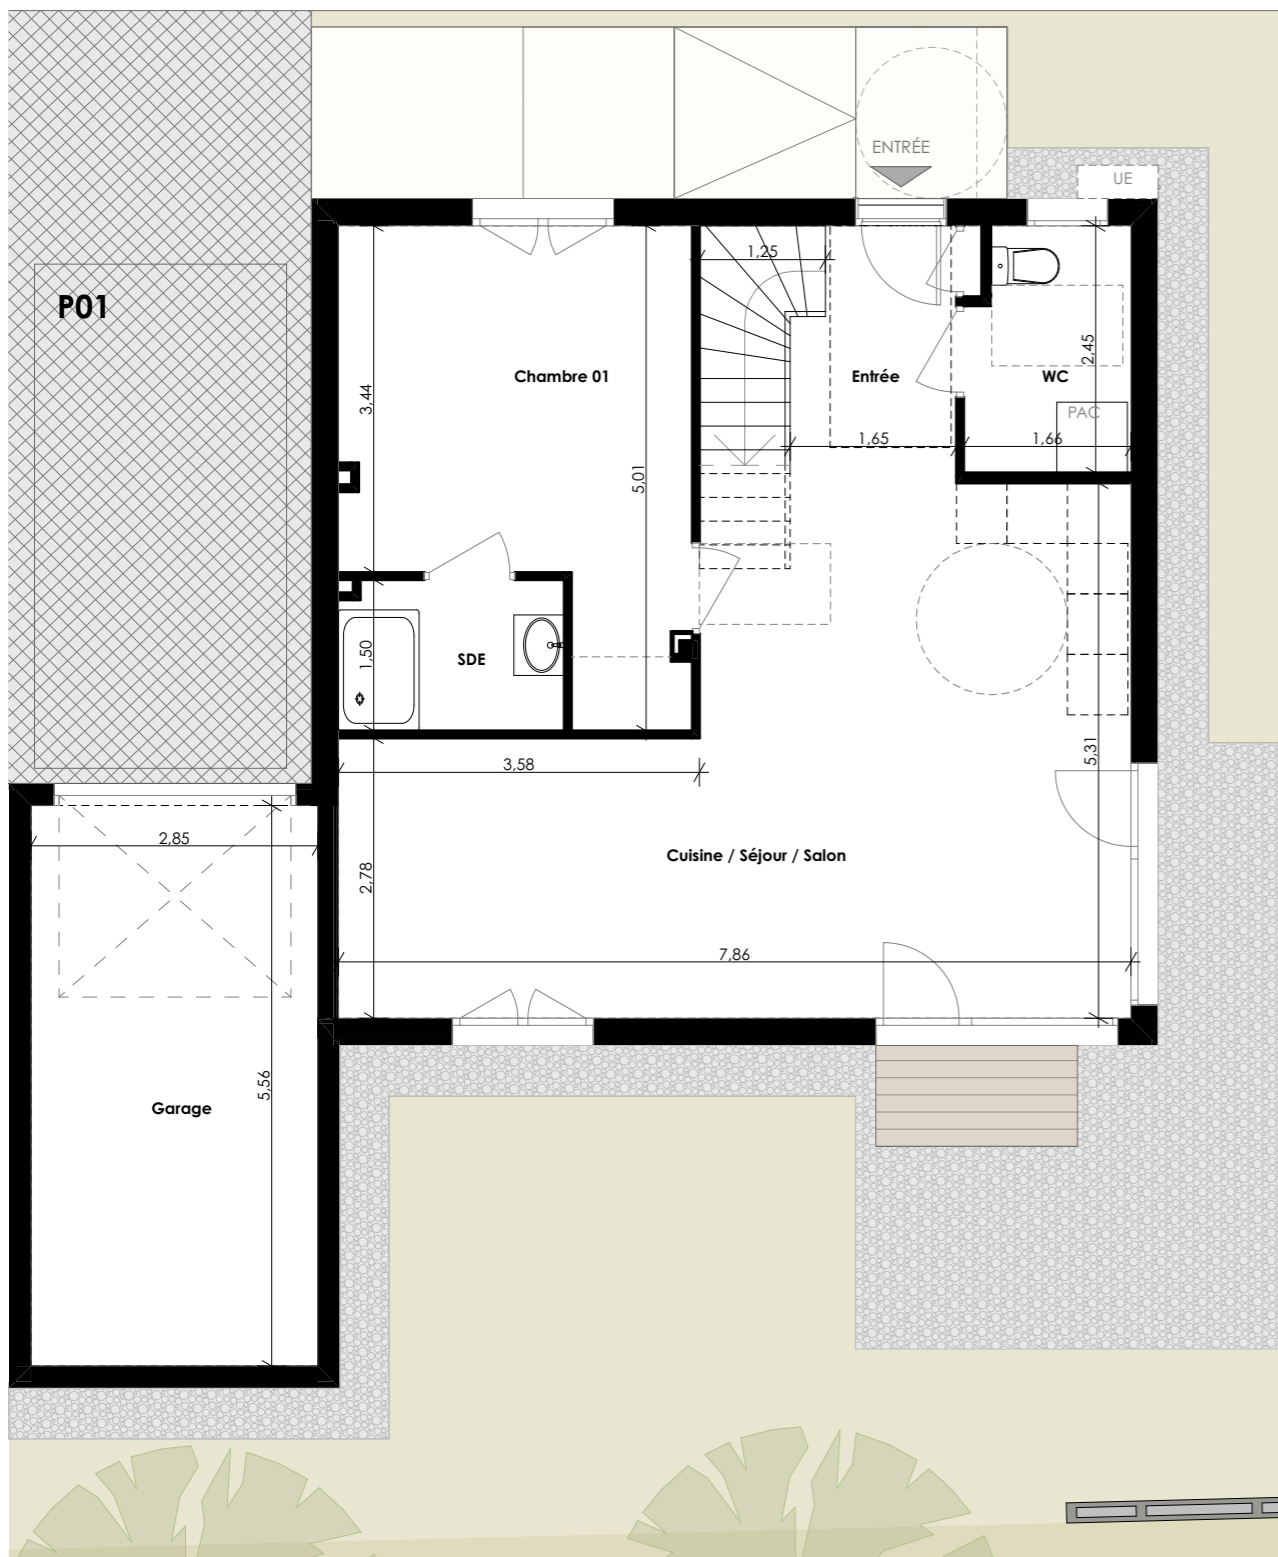 ENTRÉE
UE
1,25
P01
Chambre 01
Entrée
WC
2,45
3,44
PAC
1,65
1,66
5,01
SDE
1,50
3,58
5,31
2,85
Cuisine / Séjour / Salon
2,78
7,86
5,56
Garage